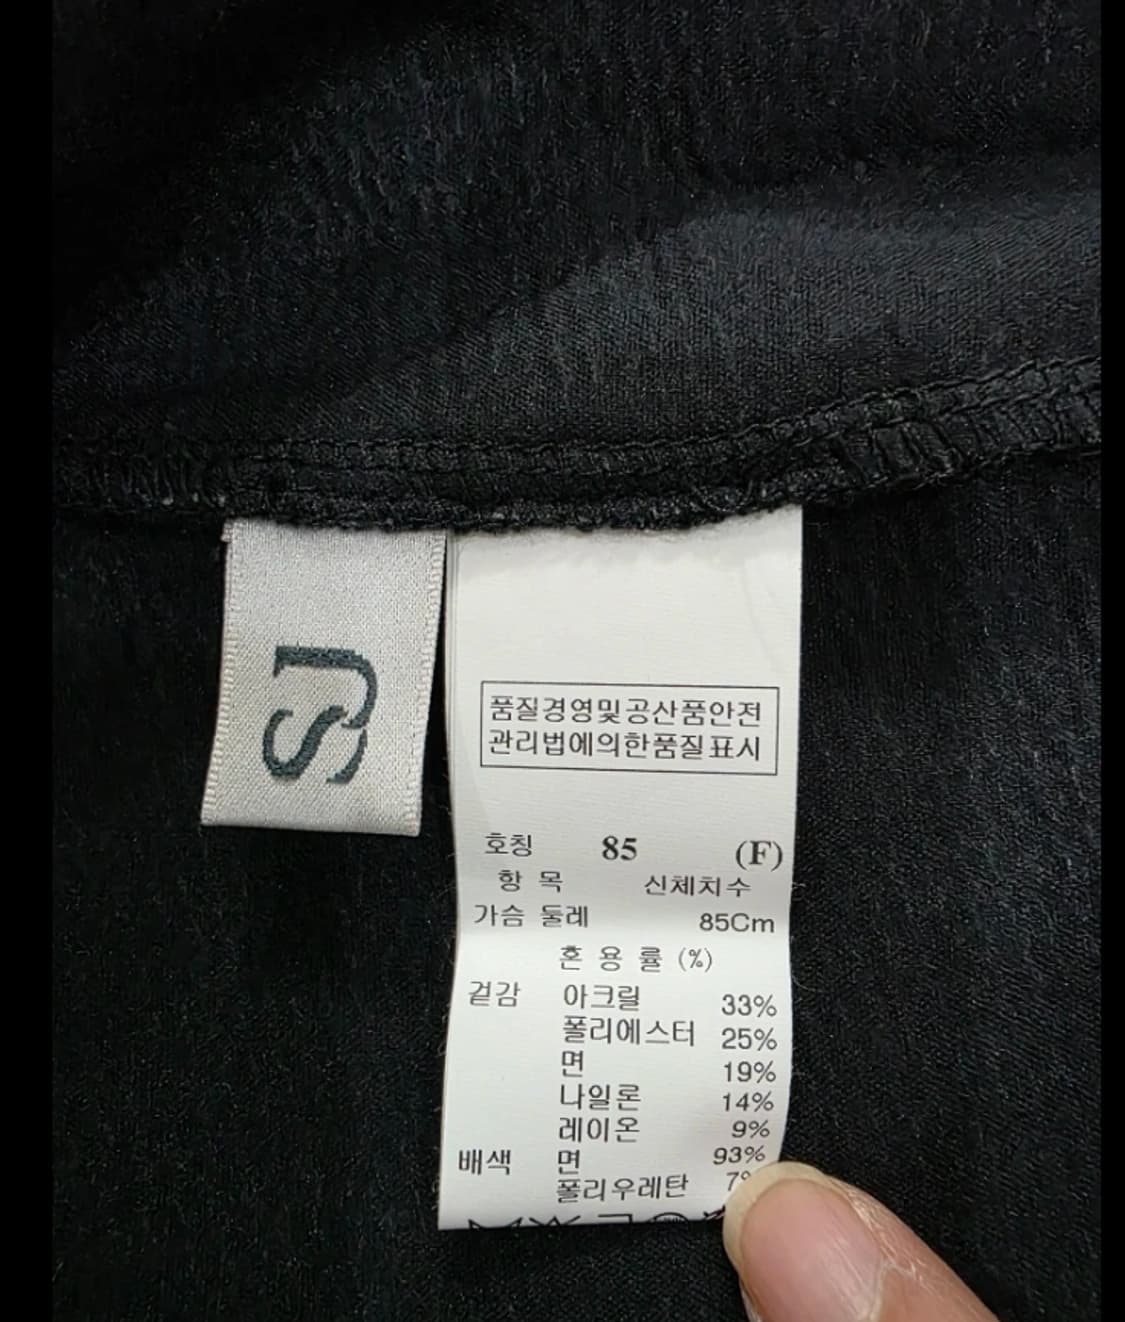 SJ
품질경영및공산품안전
관리법에의한품질표시
호칭 85 (F)
항 목 신체치수
가슴 둘레 85Cm
혼 용 률 (%)
겉감 아크릴 33%
폴리에스터 25%
면 19%
나일론 14%
레이온 9%
배색 면 93%
폴리우레탄 7%